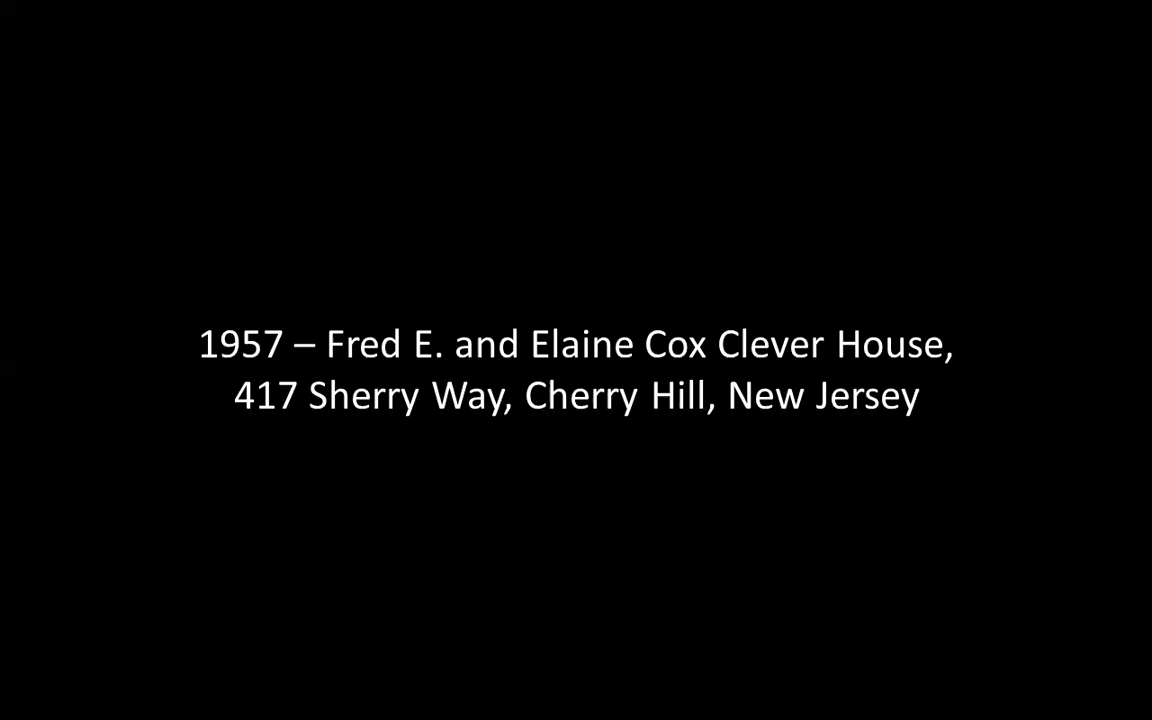 1957 – Fred E. and Elaine Cox Clever House,
417 Sherry Way, Cherry Hill, New Jersey